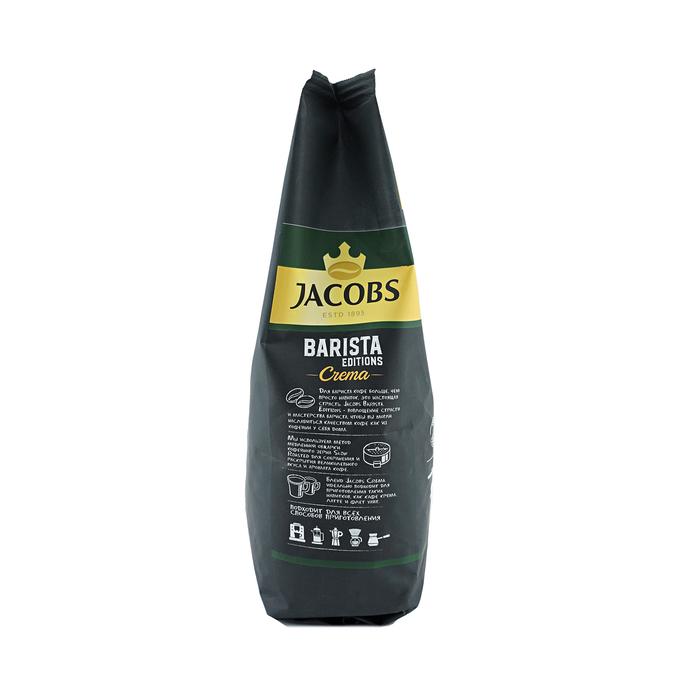 JACOBS
ESTD 1895
BARISTA
EDITIONS
Crema
Для бариста кофе больше, чем
просто напиток, это настоящая
страсть. Jacobs Barista
Editions - воплощение страсти
и мастерства бариста, чтобы вы могли
насладиться качеством кофе как из
кофейни у себя дома.
Мы используем метод
медленной обжарки
кофейного зерна Slow
Roasted для сохранения и
раскрытия великолепного
вкуса и аромата кофе.
Бленд Jacobs Crema
идеально подходит для
приготовления таких
напитков, как кофе крема,
латте и флэт уайт.
ПОДХОДИТ ДЛЯ ВСЕХ
СПОСОБОВ ПРИГОТОВЛЕНИЯ